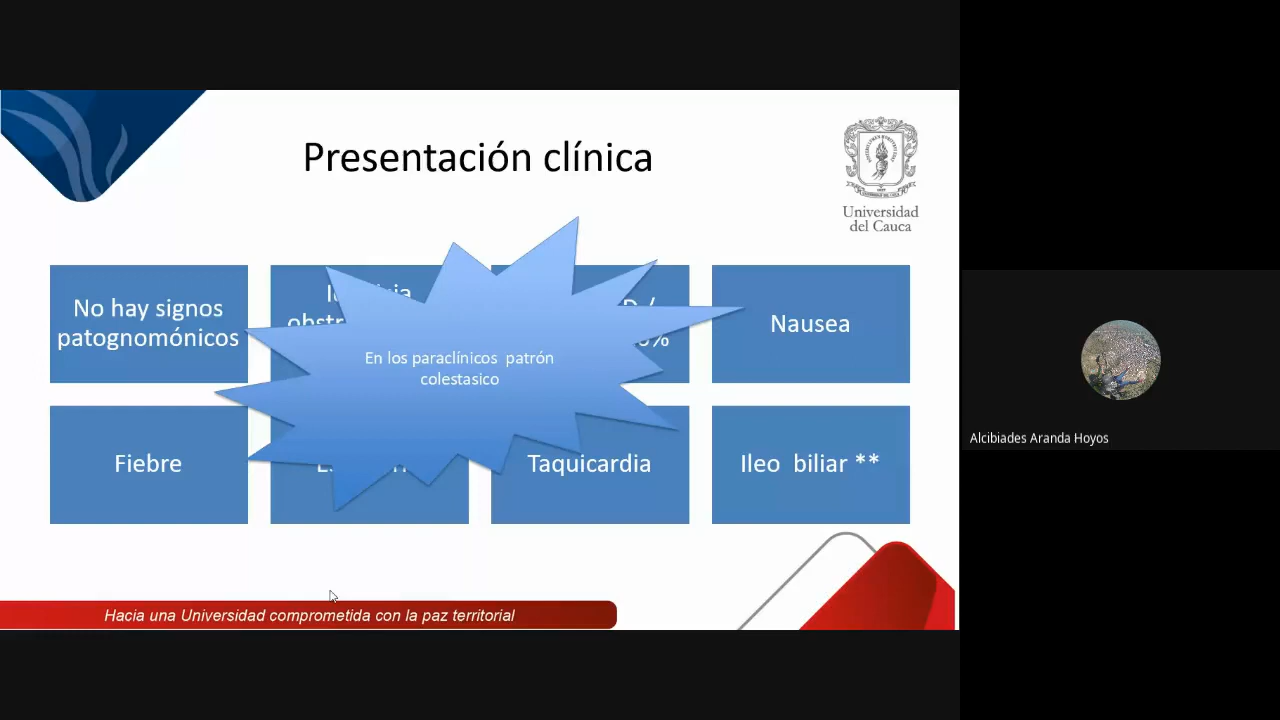 Presentación clínica
Universidad
del Cauca
No hay signos
patognomónicos
Nausea
En los paraclínicos patrón
colestasico
Fiebre
Taquicardia
Ileo biliar **
Hacia una Universidad comprometida con la paz territorial
Alcibiades Aranda Hoyos